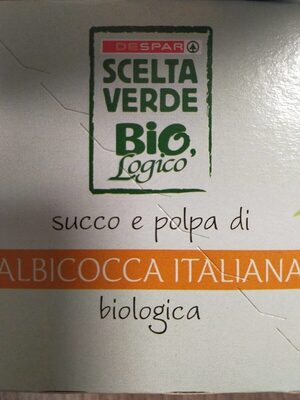 DESPAR
SCELTA
VERDE
BiO,
Logico
succo e polpa di
ALBICOCCA ITALIANA
biologica